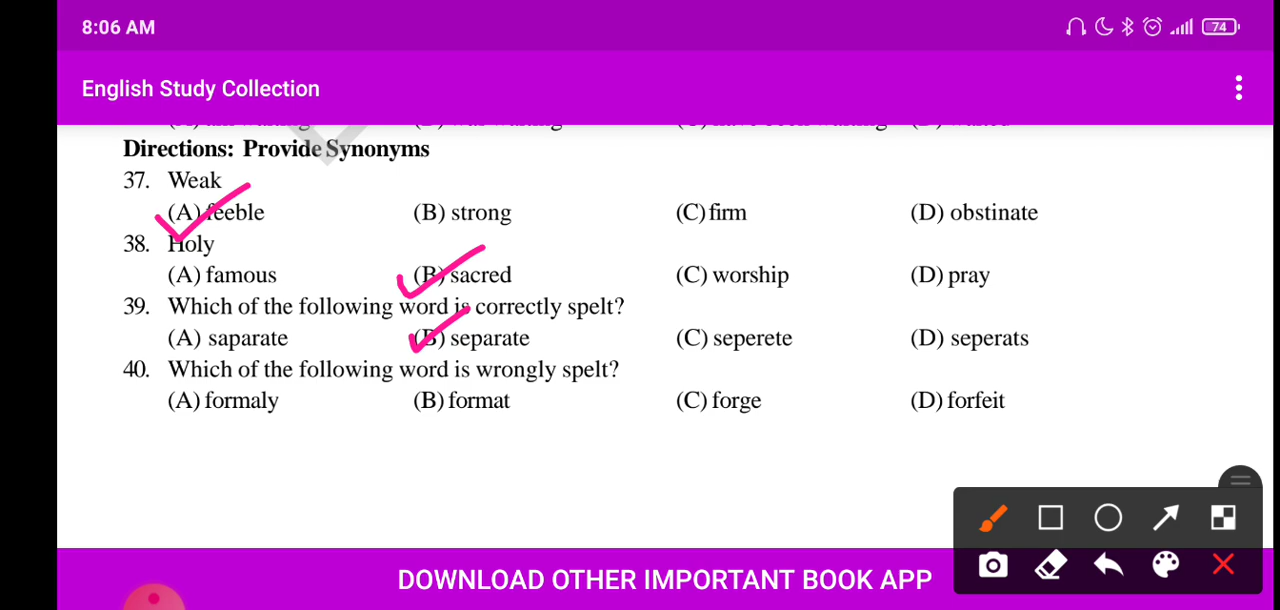 8:06 AM
74
English Study Collection
Directions: Provide Synonyms
37. Weak
(A) feeble (B) strong (C) firm (D) obstinate
38. Holy
(A) famous (B) sacred (C) worship (D) pray
39. Which of the following word is correctly spelt?
(A) saparate (B) separate (C) seperete (D) seperats
40. Which of the following word is wrongly spelt?
(A) formaly (B) format (C) forge (D) forfeit
DOWNLOAD OTHER IMPORTANT BOOK APP